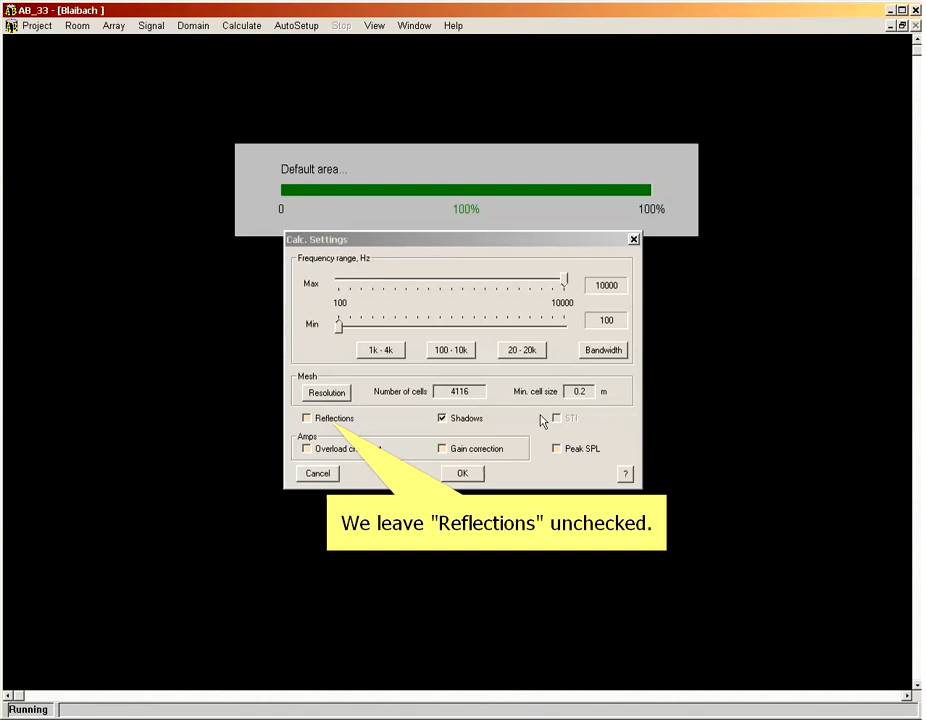 AB_33 - [Blaibach ]
Project Room Array Signal Domain Calculate AutoSetup Stop View Window Help
Default area...
0 100% 100%
Calc. Settings
Frequency range, Hz
Max 10000
100 10000
Min 100
1k - 4k 100 - 10k 20 - 20k Bandwidth
Mesh
Resolution Number of cells 4116 Min. cell size 0.2 m
Reflections Shadows STI
Amps
Overload Gain correction Peak SPL
Cancel OK ?
We leave "Reflections" unchecked.
Running